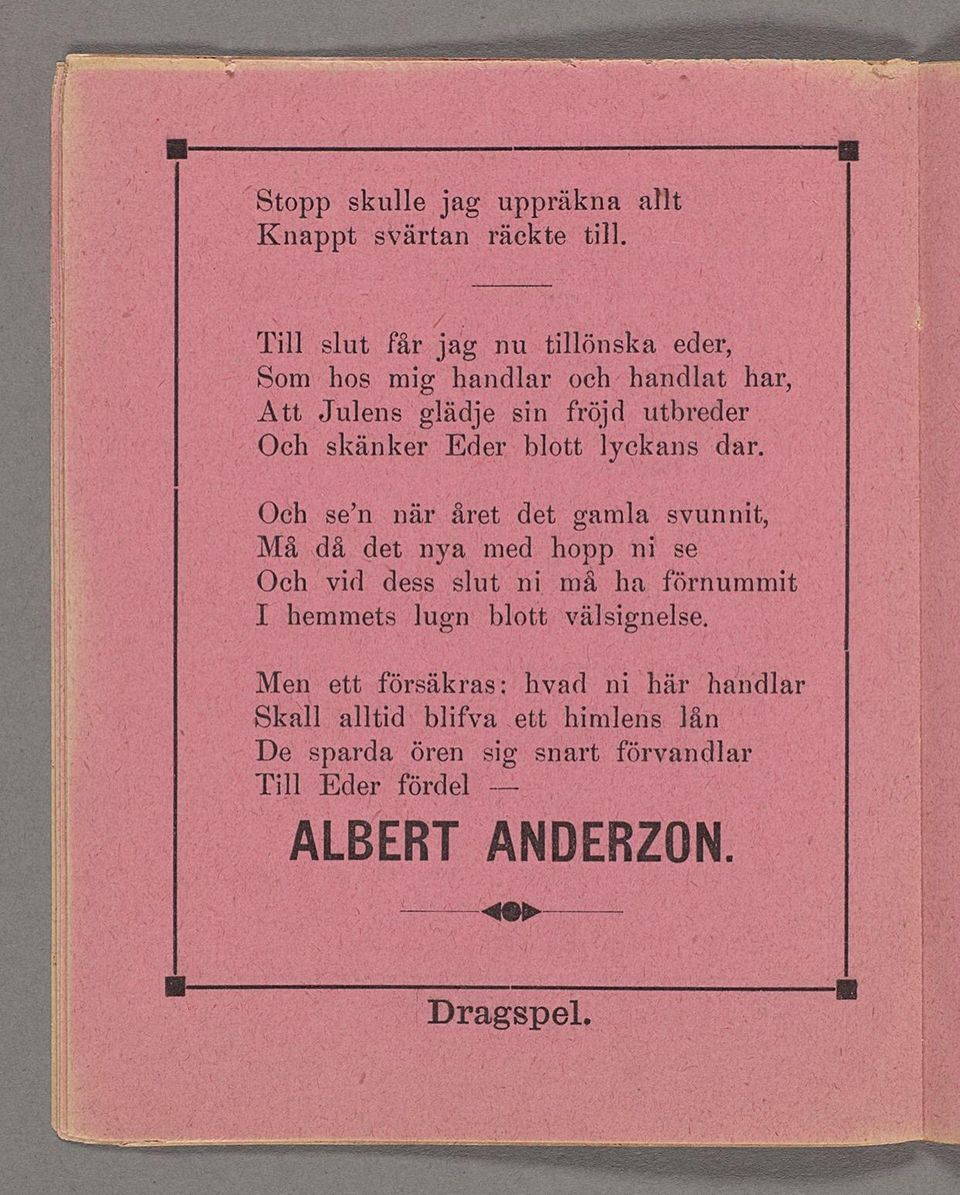 Stopp skulle jag uppräkna allt
Knappt svärtan räckte till.
Till slut får jag nu tillönska eder,
Som hos mig handlar och handlat har,
Att Julens glädje sin fröjd utbreder
Och skänker Eder blott lyckans dar.
Och se'n när året det gamla svunnit,
Må då det nya med hopp ni se
Och vid dess slut ni må ha förnummit
I hemmets lugn blott välsignelse.
Men ett försäkras: hvad ni här handlar
Skall alltid blifva ett himlens lån
De sparda ören sig snart förvandlar
Till Eder fördel —
ALBERT ANDERZON.
Dragspel.